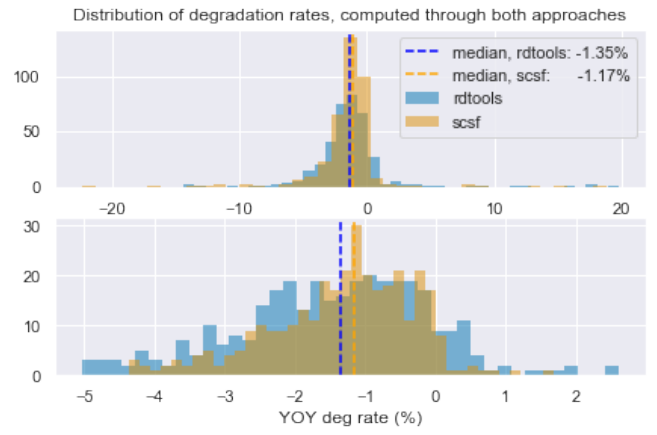 Distribution of degradation rates, computed through both approaches
median, rdtools: -1.35%
median, scsf: -1.17%
rdtools
scsf
100
50
0
−20 −10 0 10 20
30
20
10
0
−5 −4 −3 −2 −1 0 1 2
YOY deg rate (%)